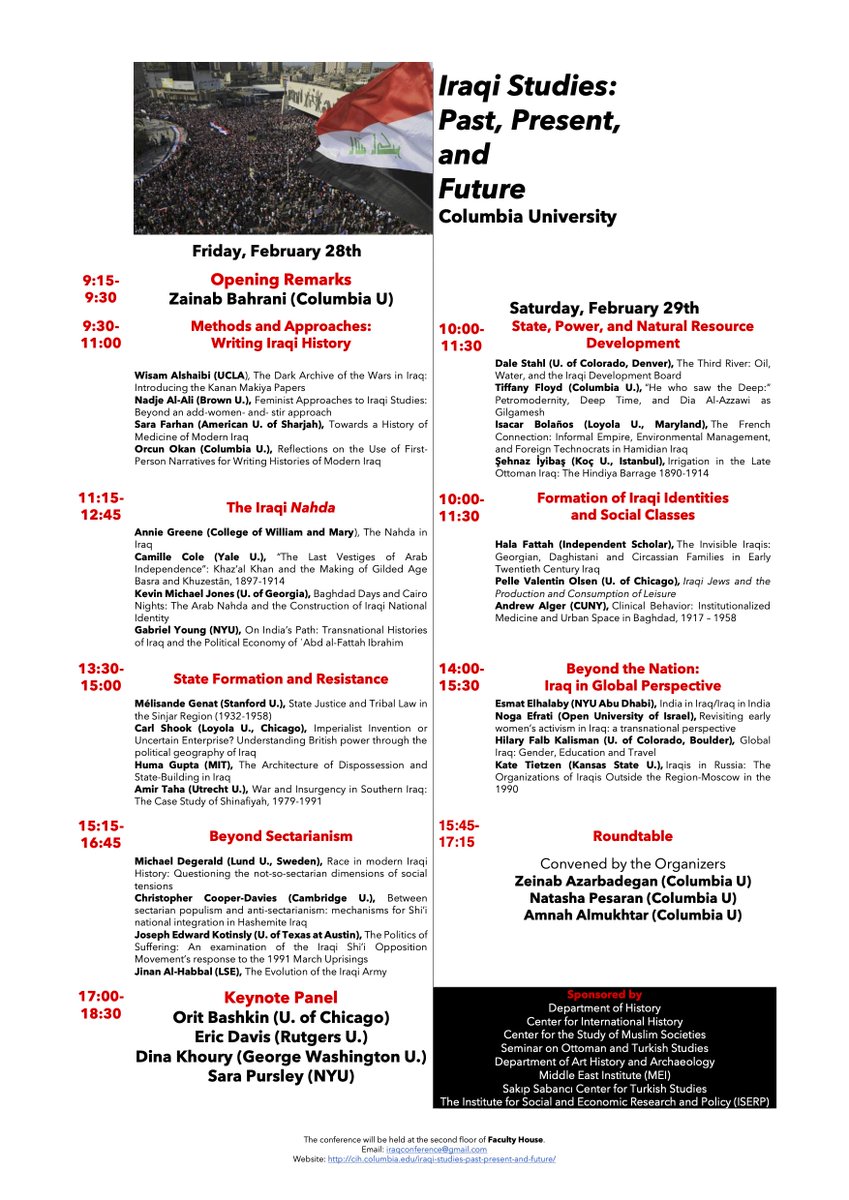 Iraqi Studies:
Past, Present,
and
Future
Columbia University
Friday, February 28th
9:15-
9:30
Opening Remarks
Zainab Bahrani (Columbia U)
9:30-
11:00
Methods and Approaches:
Writing Iraqi History
Wisam Alshaibi (UCLA), The Dark Archive of the Wars in Iraq:
Introducing the Kanan Makiya Papers
Nadje Al-Ali (Brown U.), Feminist Approaches to Iraqi Studies:
Beyond an add-women- and- stir approach
Sara Farhan (American U. of Sharjah), Towards a History of
Medicine of Modern Iraq
Orcun Okan (Columbia U.), Reflections on the Use of First-
Person Narratives for Writing Histories of Modern Iraq
11:15-
12:45
The Iraqi Nahda
Annie Greene (College of William and Mary), The Nahda in
Iraq
Camille Cole (Yale U.), “The Last Vestiges of Arab
Independence”: Khaz’al Khan and the Making of Gilded Age
Basra and Khuzestān, 1897-1914
Kevin Michael Jones (U. of Georgia), Baghdad Days and Cairo
Nights: The Arab Nahda and the Construction of Iraqi National
Identity
Gabriel Young (NYU), On India’s Path: Transnational Histories
of Iraq and the Political Economy of ʿAbd al-Fattah Ibrahim
13:30-
15:00
State Formation and Resistance
Mélisande Genat (Stanford U.), State Justice and Tribal Law in
the Sinjar Region (1932-1958)
Carl Shook (Loyola U., Chicago), Imperialist Invention or
Uncertain Enterprise? Understanding British power through the
political geography of Iraq
Huma Gupta (MIT), The Architecture of Dispossession and
State-Building in Iraq
Amir Taha (Utrecht U.), War and Insurgency in Southern Iraq:
The Case Study of Shinafiyah, 1979-1991
15:15-
16:45
Beyond Sectarianism
Michael Degerald (Lund U., Sweden), Race in modern Iraqi
History: Questioning the not-so-sectarian dimensions of social
tensions
Christopher Cooper-Davies (Cambridge U.), Between
sectarian populism and anti-sectarianism: mechanisms for Shi’i
national integration in Hashemite Iraq
Joseph Edward Kotinsly (U. of Texas at Austin), The Politics of
Suffering: An examination of the Iraqi Shi’i Opposition
Movement’s response to the 1991 March Uprisings
Jinan Al-Habbal (LSE), The Evolution of the Iraqi Army
17:00-
18:30
Keynote Panel
Orit Bashkin (U. of Chicago)
Eric Davis (Rutgers U.)
Dina Khoury (George Washington U.)
Sara Pursley (NYU)
Saturday, February 29th
10:00-
11:30
State, Power, and Natural Resource
Development
Dale Stahl (U. of Colorado, Denver), The Third River: Oil,
Water, and the Iraqi Development Board
Tiffany Floyd (Columbia U.), “He who saw the Deep:”
Petromodernity, Deep Time, and Dia Al-Azzawi as
Gilgamesh
Isacar Bolaños (Loyola U., Maryland), The French
Connection: Informal Empire, Environmental Management,
and Foreign Technocrats in Hamidian Iraq
Şehnaz İyibaş (Koç U., Istanbul), Irrigation in the Late
Ottoman Iraq: The Hindiya Barrage 1890-1914
10:00-
11:30
Formation of Iraqi Identities
and Social Classes
Hala Fattah (Independent Scholar), The Invisible Iraqis:
Georgian, Daghistani and Circassian Families in Early
Twentieth Century Iraq
Pelle Valentin Olsen (U. of Chicago), Iraqi Jews and the
Production and Consumption of Leisure
Andrew Alger (CUNY), Clinical Behavior: Institutionalized
Medicine and Urban Space in Baghdad, 1917 – 1958
14:00-
15:30
Beyond the Nation:
Iraq in Global Perspective
Esmat Elhalaby (NYU Abu Dhabi), India in Iraq/Iraq in India
Noga Efrati (Open University of Israel), Revisiting early
women’s activism in Iraq: a transnational perspective
Hilary Falb Kalisman (U. of Colorado, Boulder), Global
Iraq: Gender, Education and Travel
Kate Tietzen (Kansas State U.), Iraqis in Russia: The
Organizations of Iraqis Outside the Region-Moscow in the
1990
15:45-
17:15
Roundtable
Convened by the Organizers
Zeinab Azarbadegan (Columbia U)
Natasha Pesaran (Columbia U)
Amnah Almukhtar (Columbia U)
Sponsored by
Department of History
Center for International History
Center for the Study of Muslim Societies
Seminar on Ottoman and Turkish Studies
Department of Art History and Archaeology
Middle East Institute (MEI)
Sakıp Sabancı Center for Turkish Studies
The Institute for Social and Economic Research and Policy (ISERP)
The conference will be held at the second floor of Faculty House.
Email: iraqconference@gmail.com
Website: http://cih.columbia.edu/iraqi-studies-past-present-and-future/